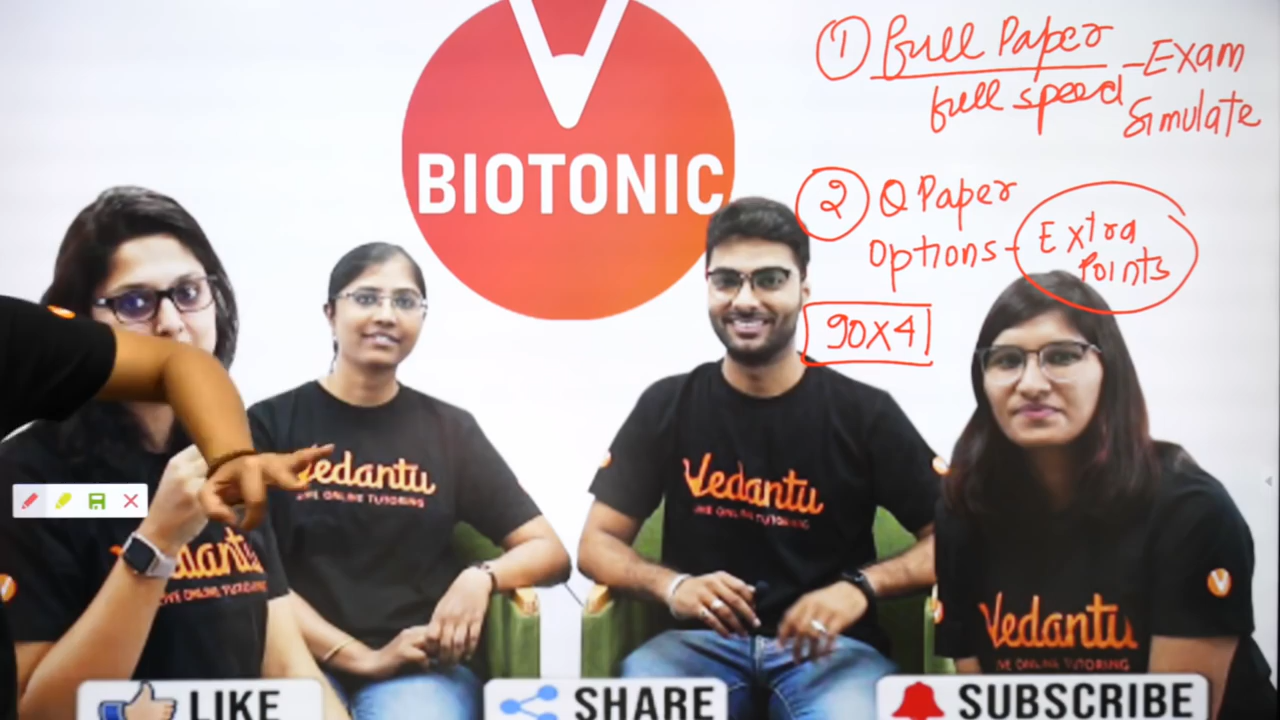 BIOTONIC
① Full Paper
full speed - Exam
Simulate
② Q Paper
Options - Extra
Points
90x4
Vedantu
LIVE ONLINE TUTORING
Vedantu
LIVE ONLINE TUTORING
Vedantu
LIVE ONLINE TUTORING
Vedantu
LIVE ONLINE TUTORING
LIKE
SHARE
SUBSCRIBE